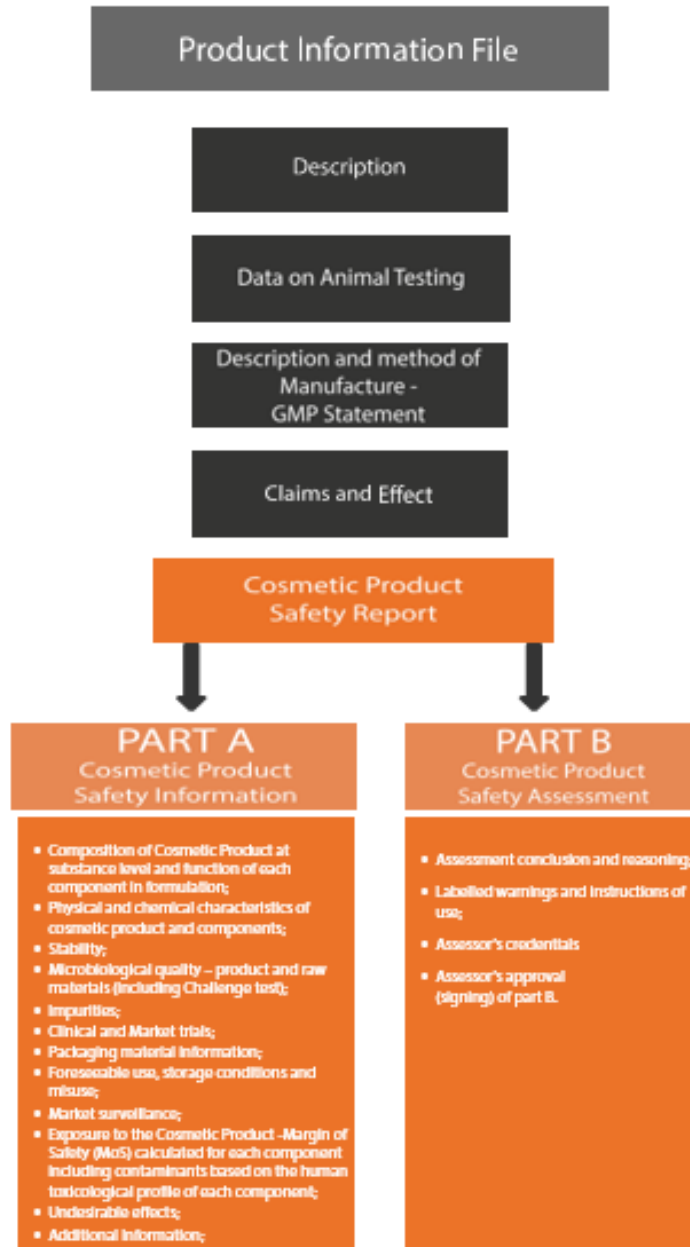 Product Information File
Description
Data on Animal Testing
Description and method of
Manufacture -
GMP Statement
Claims and Effect
Cosmetic Product
Safety Report
PART A
Cosmetic Product
Safety Information
▪ Composition of Cosmetic Product at
substance level and function of each
component in formulation;
▪ Physical and chemical characteristics of
cosmetic product and components;
▪ Stability;
▪ Microbiological quality – product and raw
materials (including Challenge test);
▪ Impurities;
▪ Clinical and Market trials;
▪ Packaging material information;
▪ Foreseeable use, storage conditions and
misuse;
▪ Market surveillance;
▪ Exposure to the Cosmetic Product -Margin of
Safety (MoS) calculated for each component
including contaminants based on the human
toxicological profile of each component;
▪ Undesirable effects;
▪ Additional information;
PART B
Cosmetic Product
Safety Assessment
▪ Assessment conclusion and reasoning;
▪ Labelled warnings and instructions of
use;
▪ Assessor's credentials
▪ Assessor's approval
(signing) of part B.